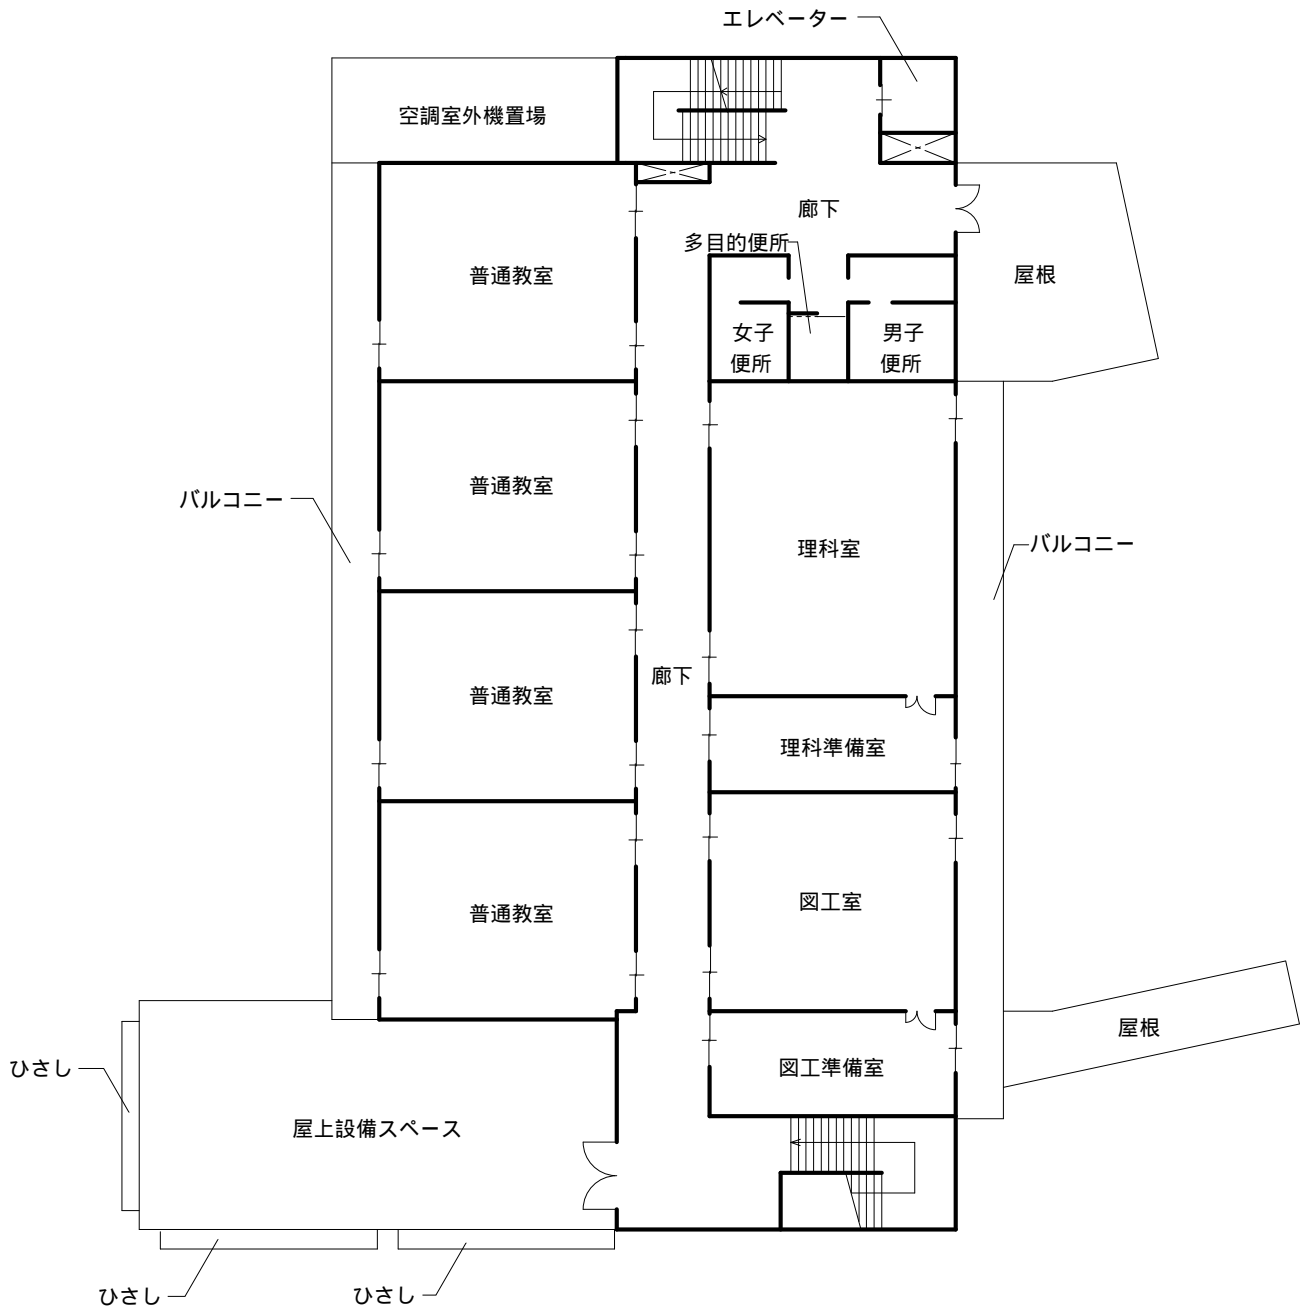 エレベーター
空調室外機置場
廊下
多目的便所
普通教室
屋根
女子
便所
男子
便所
普通教室
バルコニー
理科室
バルコニー
廊下
普通教室
理科準備室
図工室
普通教室
屋根
ひさし
図工準備室
屋上設備スペース
ひさし
ひさし